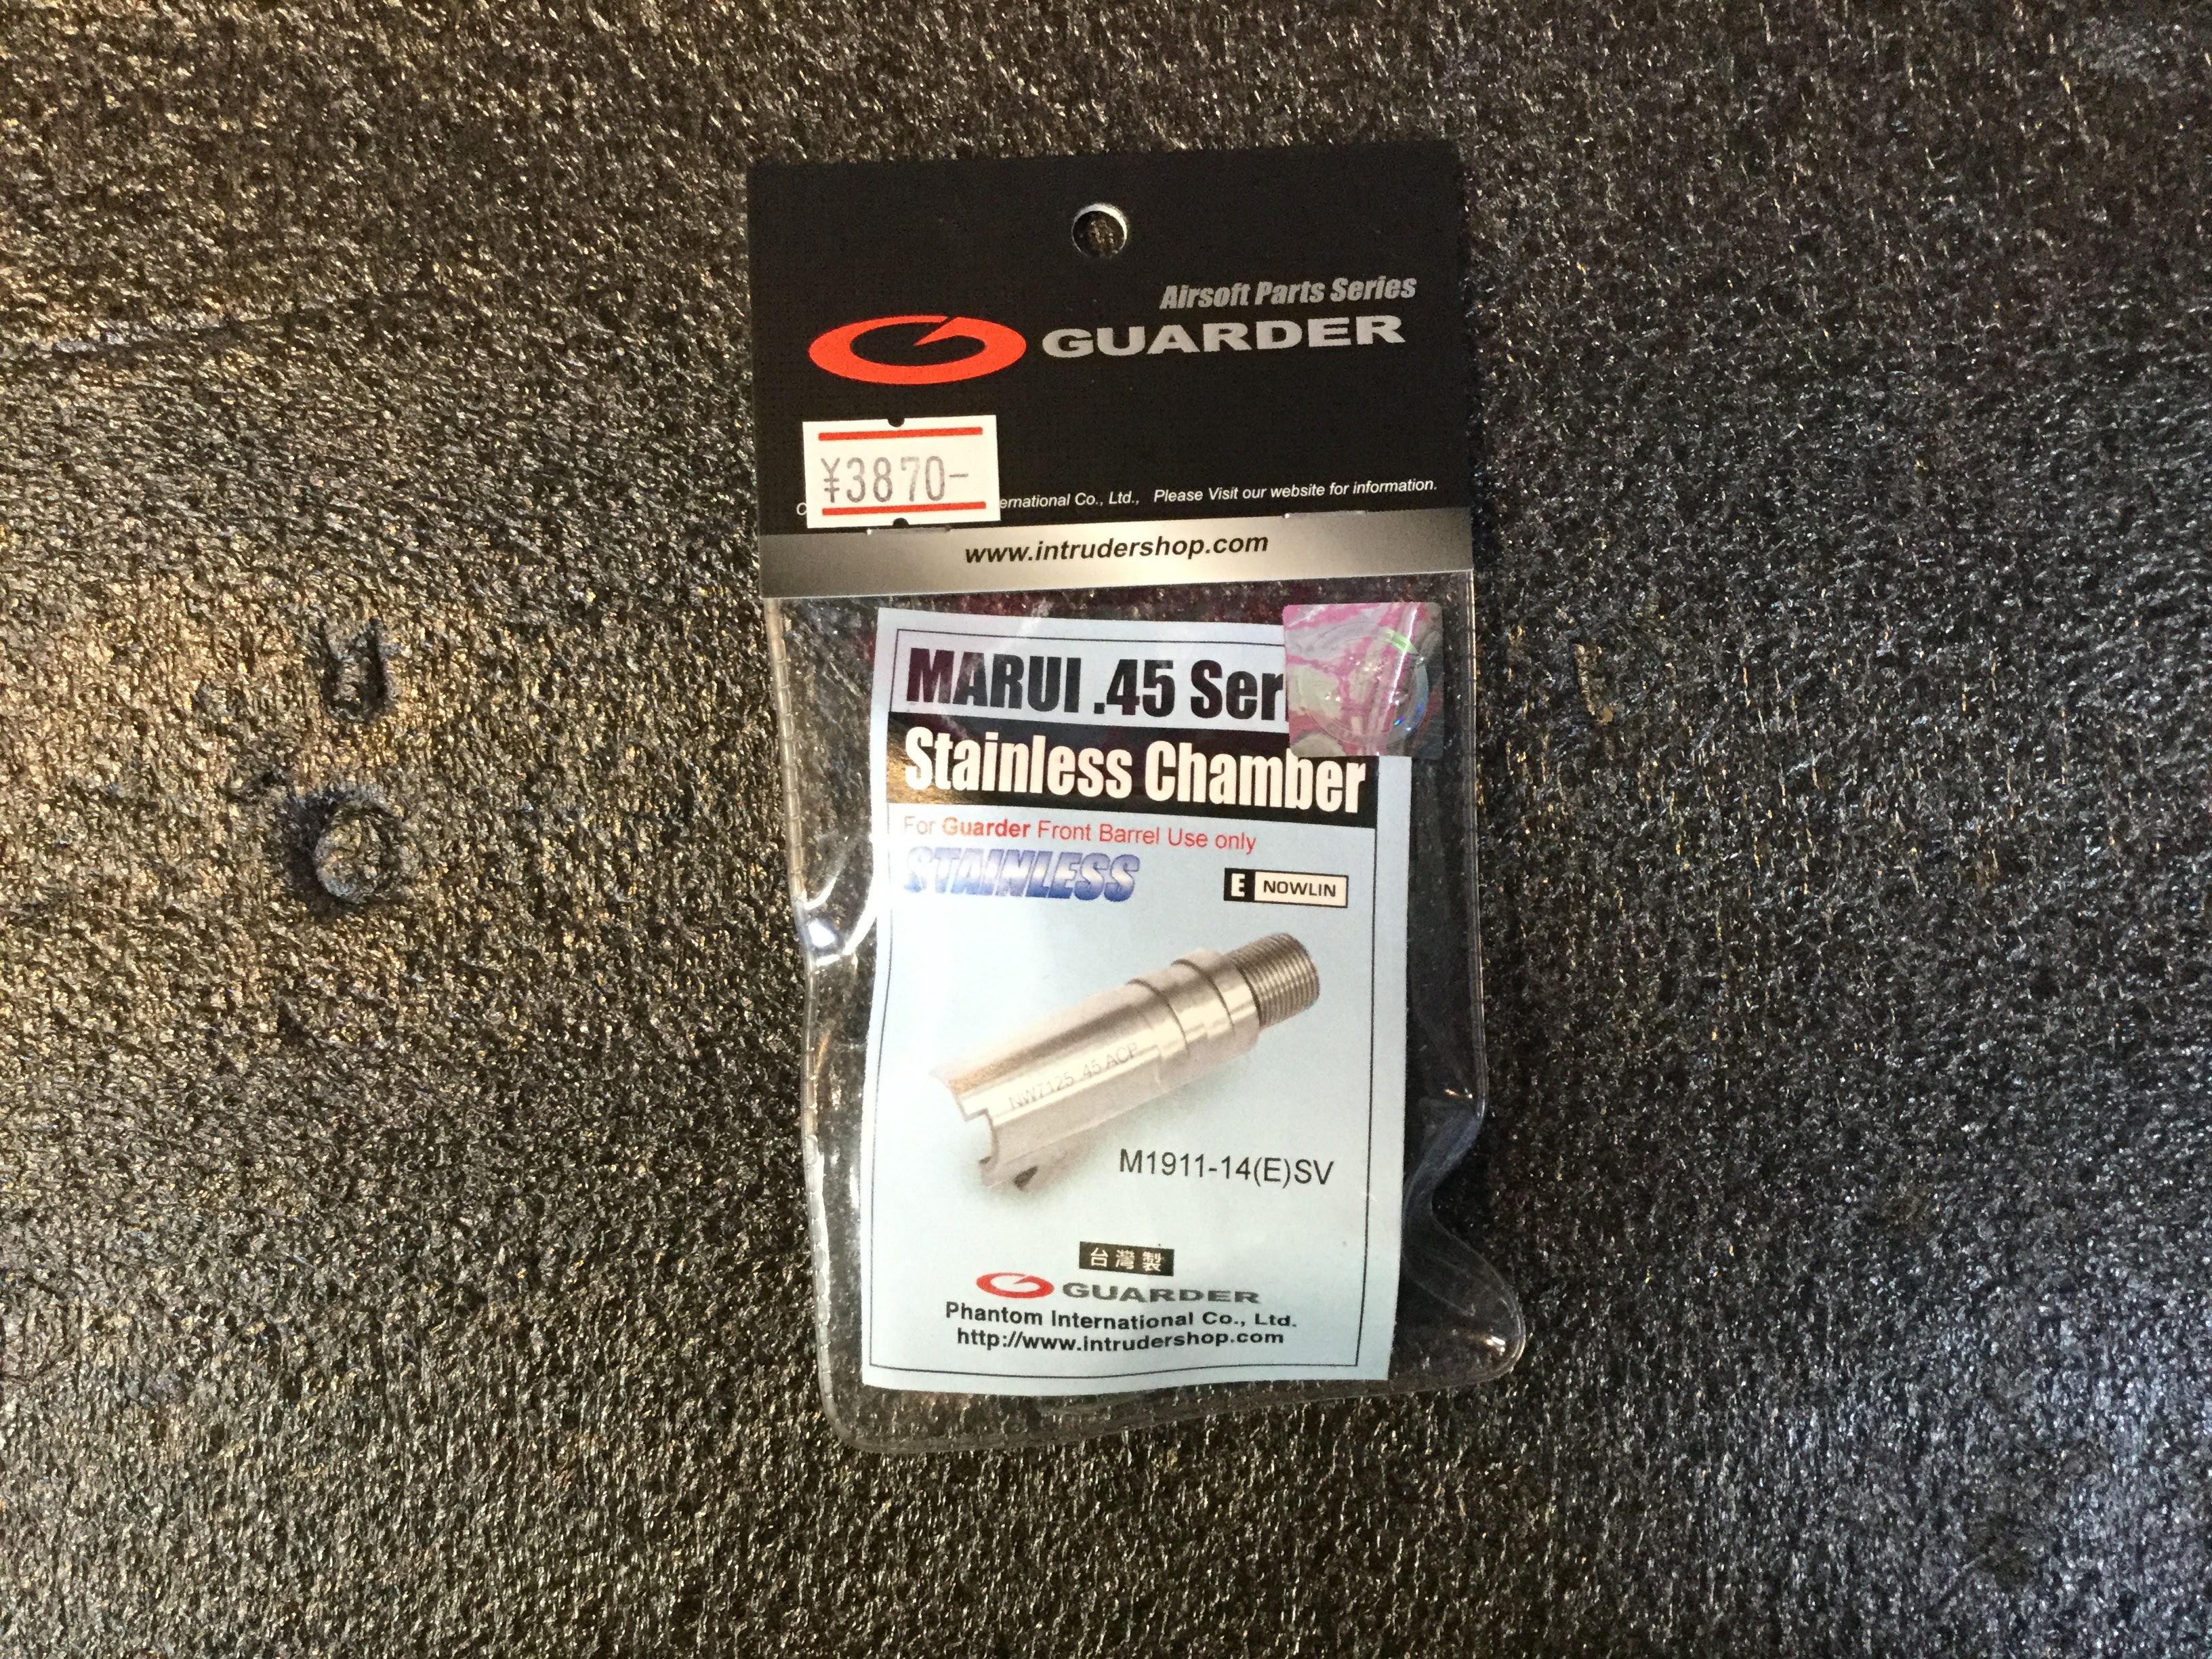 Airsoft Parts Series
GUARDER
¥3870-
Co., Ltd., Please Visit our website for information.
www.intrudershop.com
MARUI .45 Ser
Stainless Chamber
For Guarder Front Barrel Use only
STAINLESS
E NOWLIN
NW7125 .45 ACP
M1911-14(E)SV
台灣製
GUARDER
Phantom International Co., Ltd.
http://www.intrudershop.com